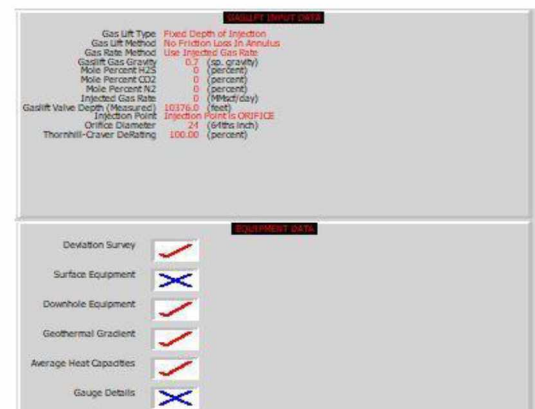 GASLIFT INPUT DATA
Gas Lift Type Fixed Depth of Injection
Gas Lift Method No Friction Loss In Annulus
Gas Rate Method Use Injected Gas Rate
Gaslift Gas Gravity 0.7 (sp. gravity)
Mole Percent H2S 0 (percent)
Mole Percent CO2 0 (percent)
Mole Percent N2 0 (percent)
Injected Gas Rate 0 (MMscf/day)
Gaslift Valve Depth (Measured) 10376.0 (feet)
Injection Point Injection Point is ORIFICE
Orifice Diameter 24 (64ths inch)
Thornhill-Craver DeRating 100.00 (percent)
EQUIPMENT DATA
Deviation Survey
Surface Equipment
Downhole Equipment
Geothermal Gradient
Average Heat Capacities
Gauge Details